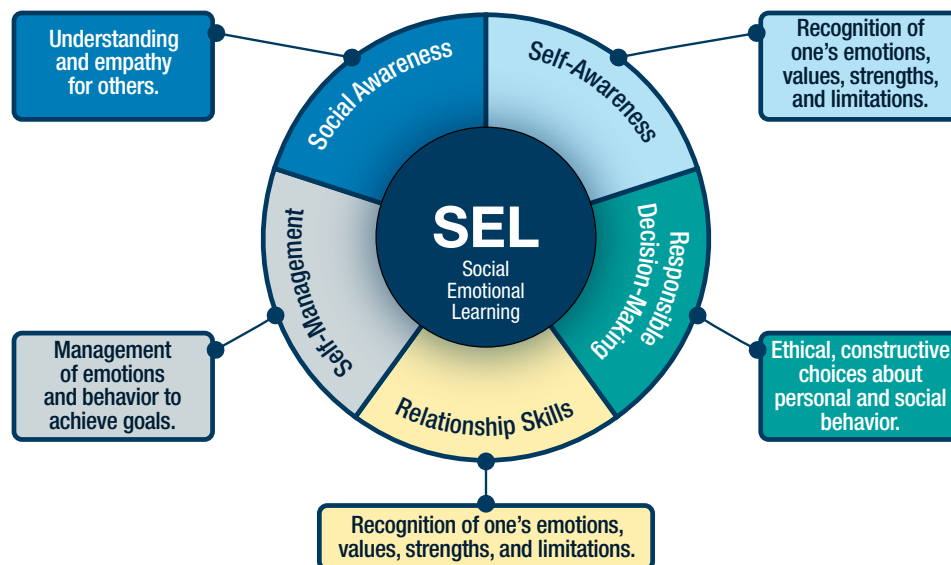 Understanding
and empathy
for others.
Social Awareness
Self-Awareness
Recognition of
one's emotions,
values, strengths,
and limitations.
SEL
Social
Emotional
Learning
Self-Management
Responsible
Decision-Making
Management
of emotions
and behavior to
achieve goals.
Relationship Skills
Ethical, constructive
choices about
personal and social
behavior.
Recognition of one's emotions,
values, strengths, and limitations.